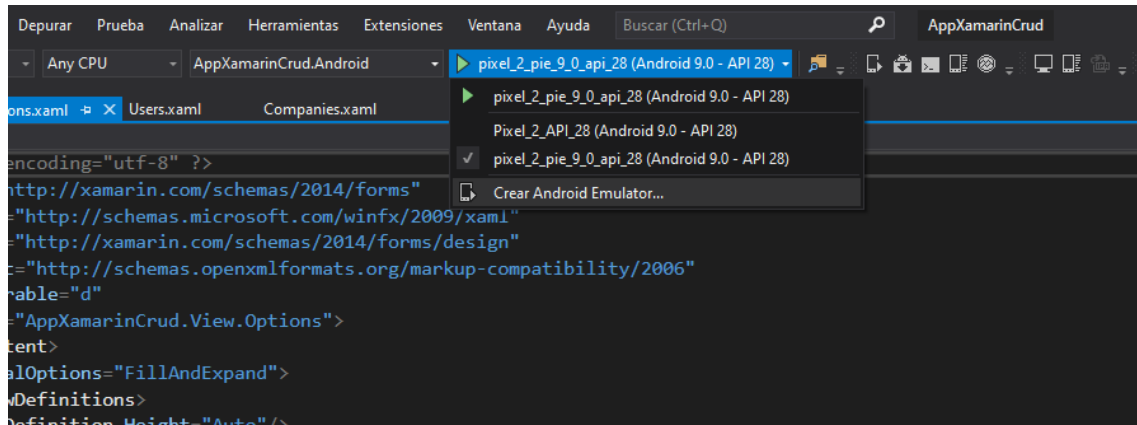 Depurar Prueba Analizar Herramientas Extensiones Ventana Ayuda Buscar (Ctrl+Q) AppXamarinCrud
Any CPU AppXamarinCrud.Android pixel_2_pie_9_0_api_28 (Android 9.0 - API 28)
pixel_2_pie_9_0_api_28 (Android 9.0 - API 28)
Pixel_2_API_28 (Android 9.0 - API 28)
pixel_2_pie_9_0_api_28 (Android 9.0 - API 28)
Crear Android Emulator...
ons.xaml Users.xaml Companies.xaml
encoding="utf-8" ?>
http://xamarin.com/schemas/2014/forms"
="http://schemas.microsoft.com/winfx/2009/xaml"
="http://xamarin.com/schemas/2014/forms/design"
="http://schemas.openxmlformats.org/markup-compatibility/2006"
rable="d"
="AppXamarinCrud.View.Options">
tent>
alOptions="FillAndExpand">
wDefinitions>
Definition Height="Auto"/>